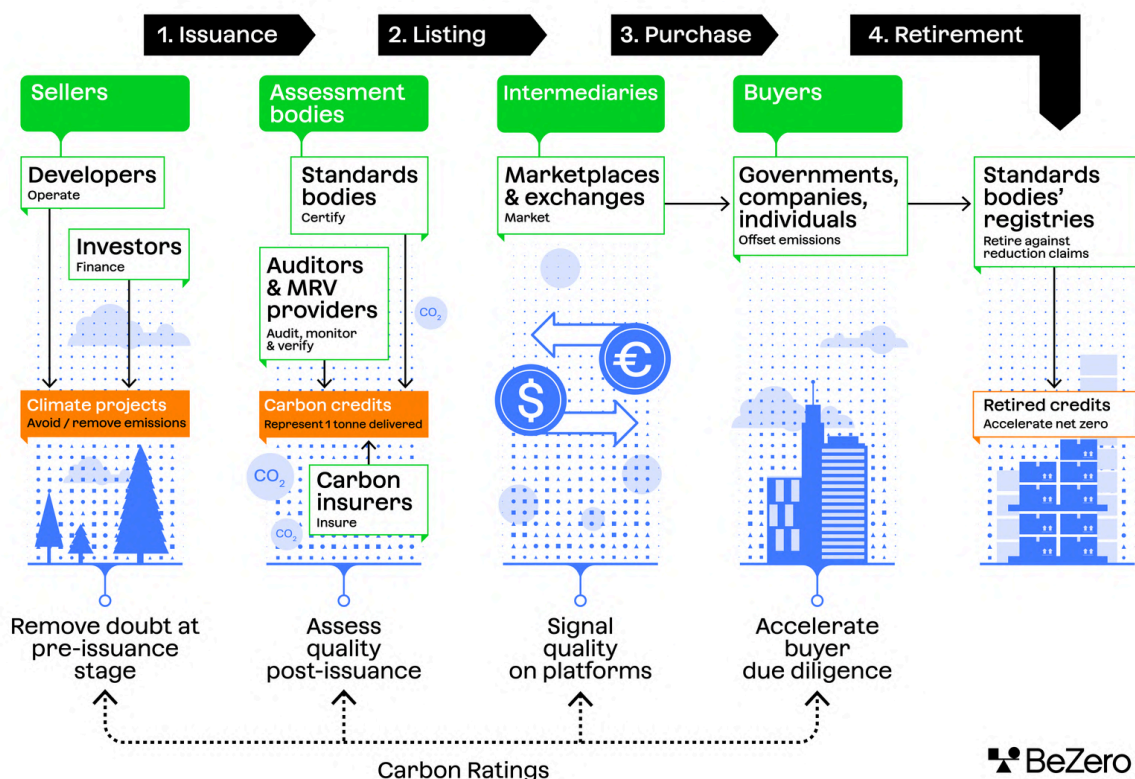 1. Issuance
2. Listing
3. Purchase
4. Retirement
Sellers
Developers
Operate
Investors
Finance
Climate projects
Avoid / remove emissions
Remove doubt at
pre-issuance
stage
Assessment
bodies
Standards
bodies
Certify
Auditors
& MRV
providers
Audit, monitor
& verify
CO₂
Carbon credits
Represent 1 tonne delivered
CO₂
Carbon
insurers
Insure
CO₂
Assess
quality
post-issuance
Intermediaries
Marketplaces
& exchanges
Market
€
$
Signal
quality
on platforms
Buyers
Governments,
companies,
individuals
Offset emissions
Accelerate
buyer
due diligence
Standards
bodies’
registries
Retire against
reduction claims
Retired credits
Accelerate net zero
Carbon Ratings
BeZero